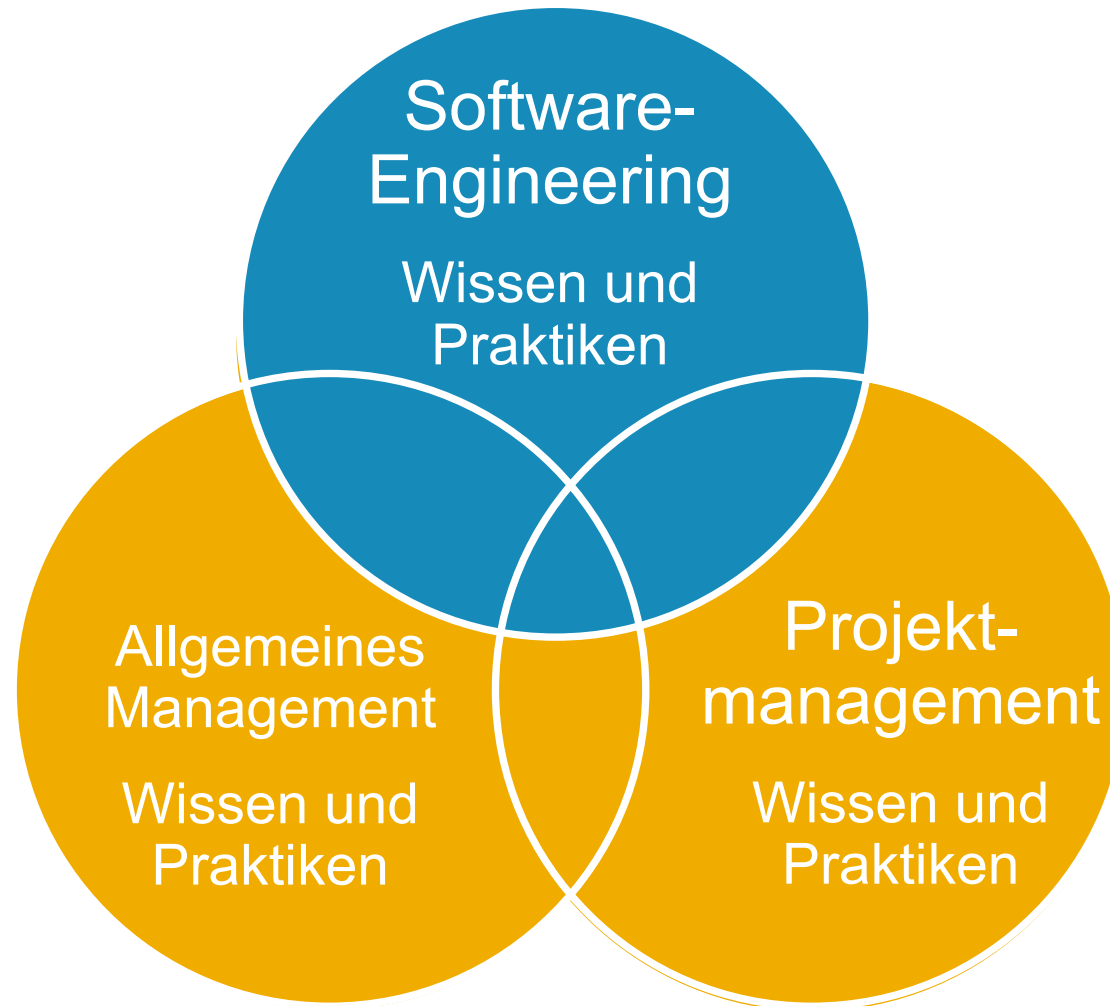 Software-
Engineering
Wissen und
Praktiken
Allgemeines
Management
Wissen und
Praktiken
Projekt-
management
Wissen und
Praktiken